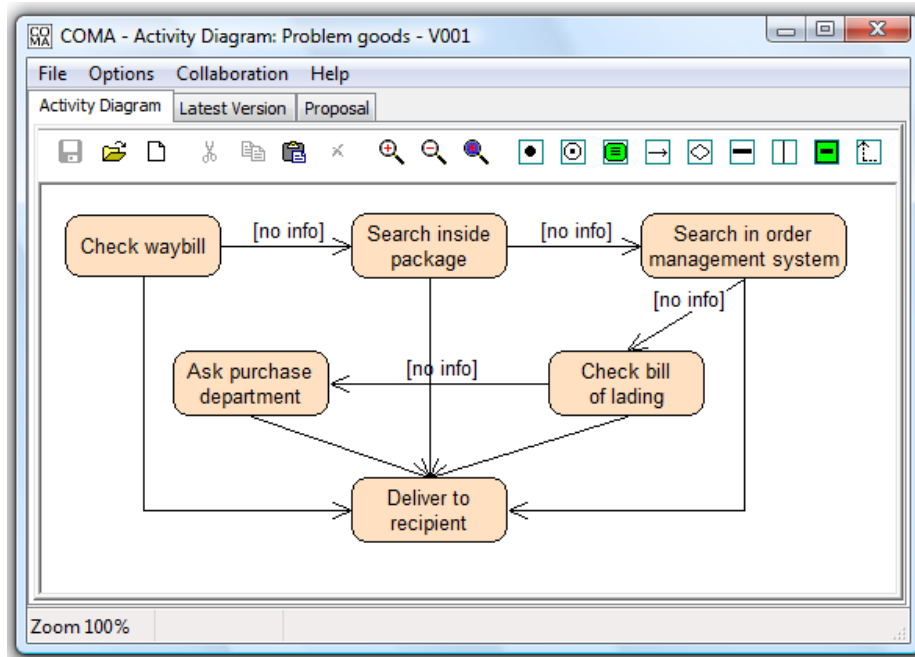 CO
MA
COMA - Activity Diagram: Problem goods - V001
File Options Collaboration Help
Activity Diagram Latest Version Proposal
Check waybill
[no info]
Search inside
package
[no info]
Search in order
management system
[no info]
Ask purchase
department
[no info]
Check bill
of lading
Deliver to
recipient
Zoom 100%